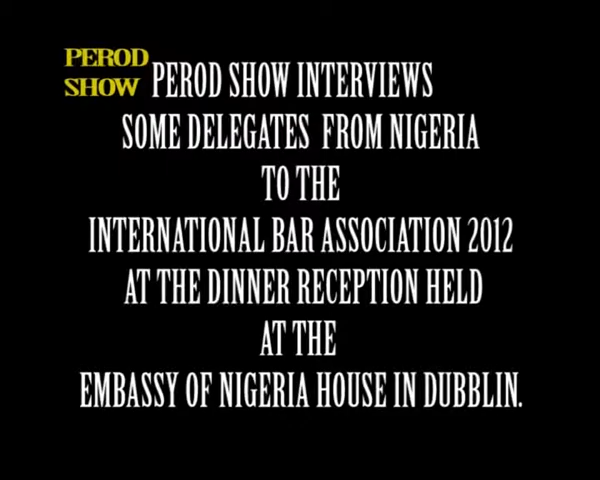 PEROD
SHOW
PEROD SHOW INTERVIEWS
SOME DELEGATES FROM NIGERIA
TO THE
INTERNATIONAL BAR ASSOCIATION 2012
AT THE DINNER RECEPTION HELD
AT THE
EMBASSY OF NIGERIA HOUSE IN DUBBLIN.